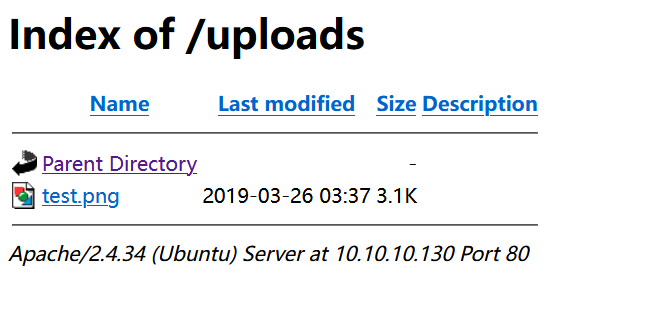 Index of /uploads
Name Last modified Size Description
Parent Directory -
test.png 2019-03-26 03:37 3.1K
Apache/2.4.34 (Ubuntu) Server at 10.10.10.130 Port 80